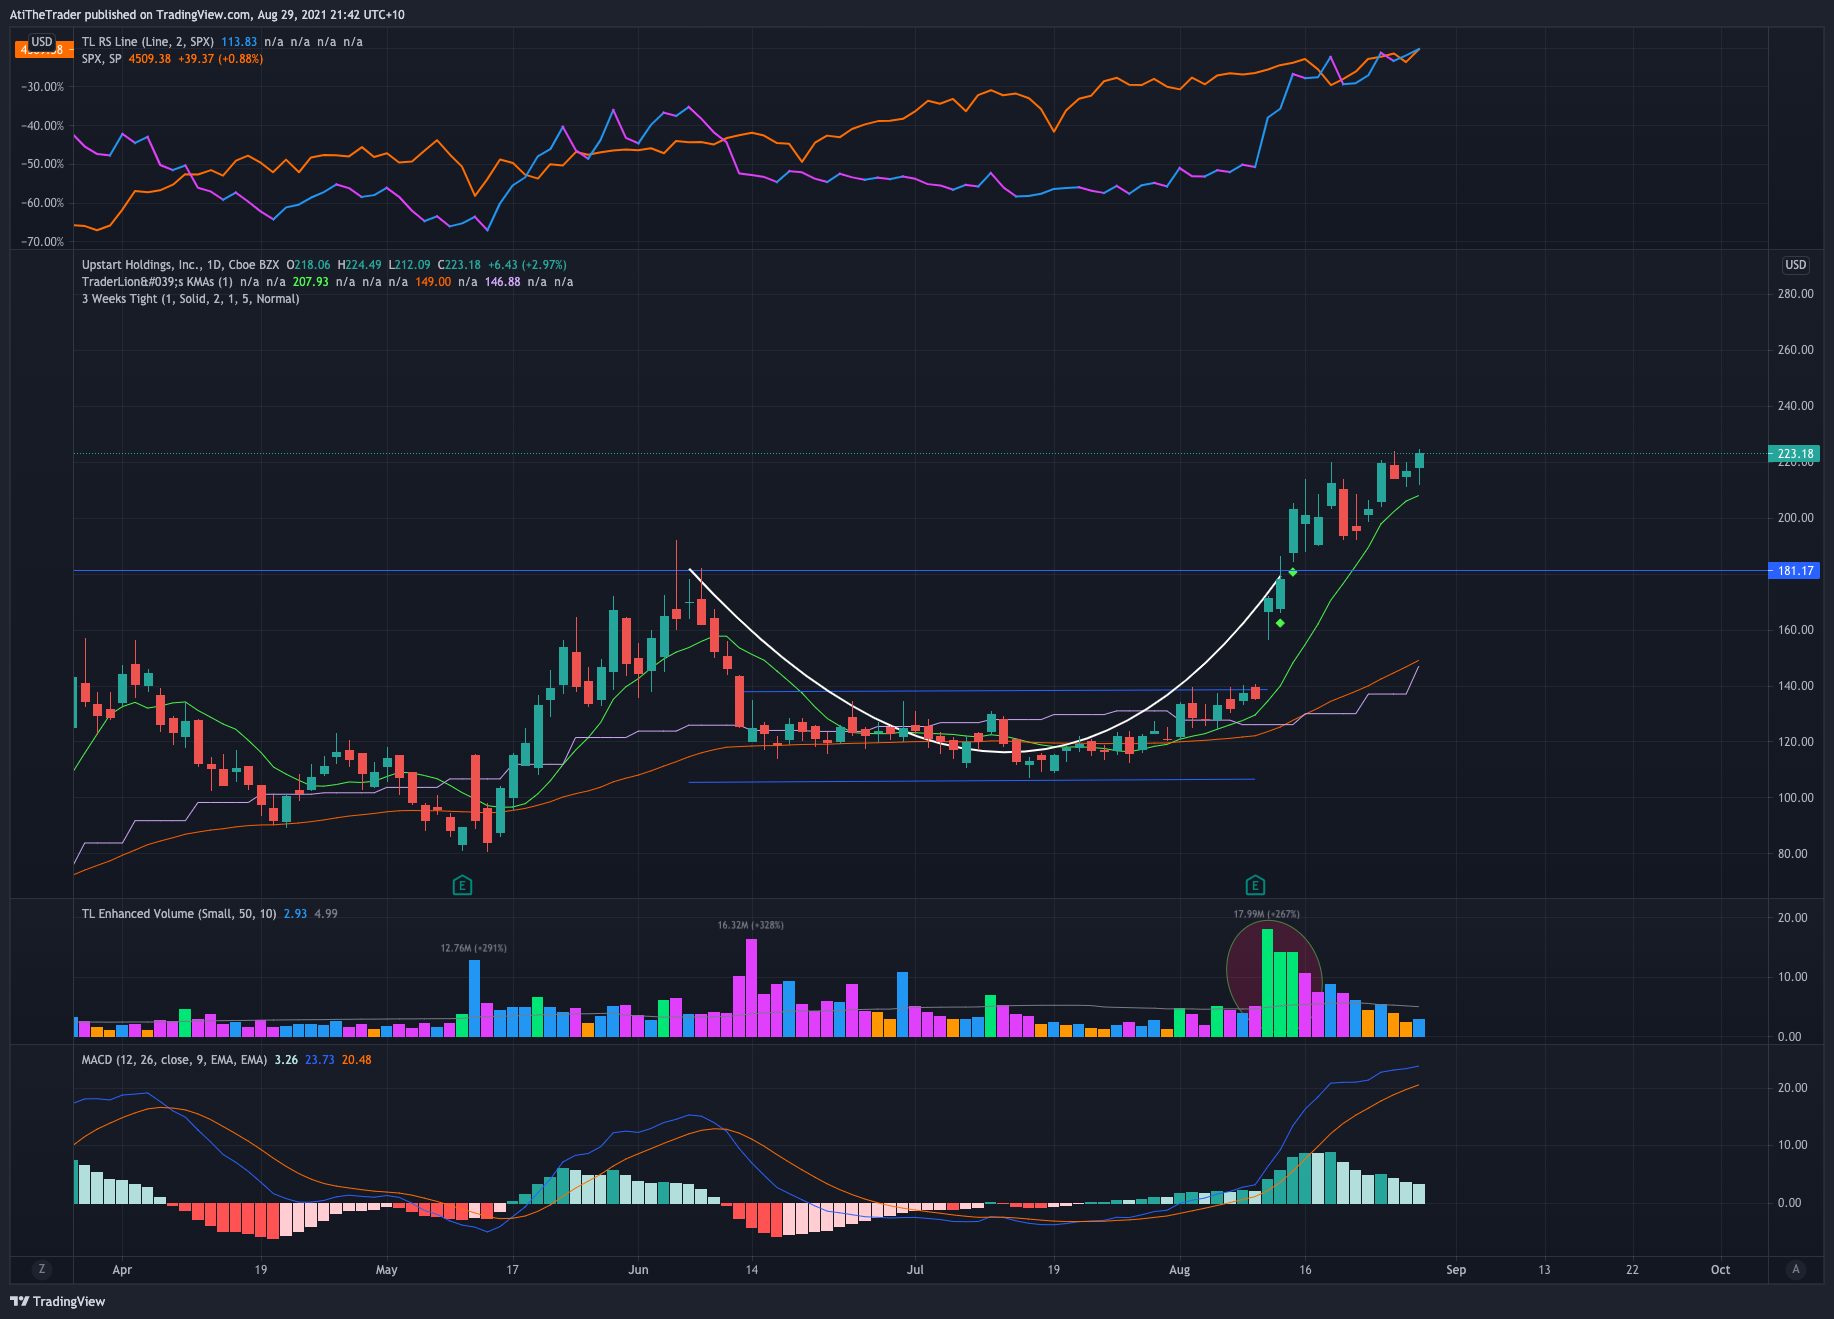 AtiTheTrader published on TradingView.com, Aug 29, 2021 21:42 UTC+10
USD
TL RS Line (Line, 2, SPX) 113.83 n/a n/a n/a n/a
SPX, SP 4509.38 +39.37 (+0.88%)
−30.00%
−40.00%
−50.00%
−60.00%
−70.00%
Upstart Holdings, Inc., 1D, Cboe BZX O218.06 H224.49 L212.09 C223.18 +6.43 (+2.97%)
TraderLion&#039;s KMAs (1) n/a n/a 207.93 n/a n/a n/a 149.00 n/a 146.88 n/a n/a
3 Weeks Tight (1, Solid, 2, 1, 5, Normal)
USD
280.00
260.00
240.00
223.18
220.00
200.00
181.17
160.00
140.00
120.00
100.00
80.00
E E
TL Enhanced Volume (Small, 50, 10) 2.93 4.99
12.76M (+291%)
16.32M (+328%)
17.99M (+267%)
20.00
10.00
0.00
MACD (12, 26, close, 9, EMA, EMA) 3.26 23.73 20.48
20.00
10.00
0.00
Z Apr 19 May 17 Jun 14 Jul 19 Aug 16 Sep 13 22 Oct A
TradingView